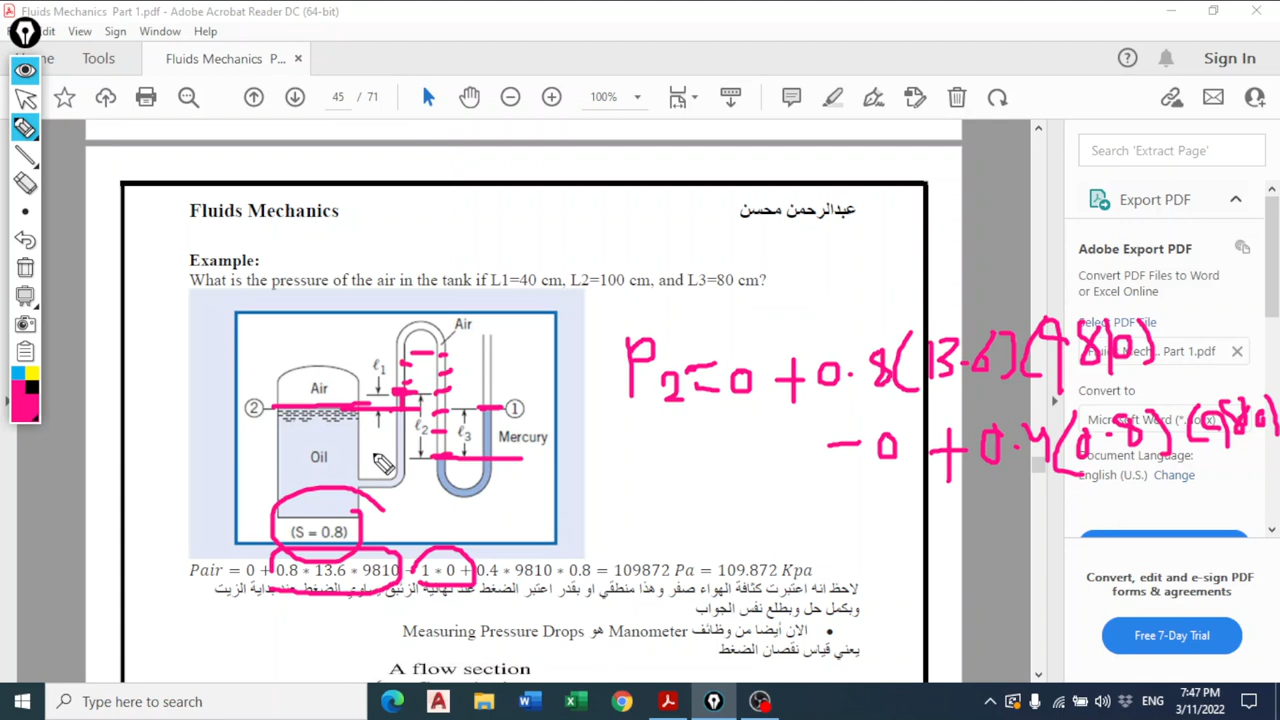 Fluids Mechanics Part 1.pdf - Adobe Acrobat Reader DC (64-bit)
View Sign Window Help
Tools Fluids Mechanics P... × Sign In
45 / 71 100%
Search 'Extract Page'
Export PDF
Adobe Export PDF
Convert PDF Files to Word
or Excel Online
Select PDF File
Part 1.pdf
Convert to
Microsoft Word (*.docx)
Document Language:
English (U.S.) Change
Convert, edit and e-sign PDF
forms & agreements
Free 7-Day Trial
Fluids Mechanics عبدالرحمن محسن
Example:
What is the pressure of the air in the tank if L1=40 cm, L2=100 cm, and L3=80 cm?
Air
ℓ1
Air
2
1
ℓ2
ℓ3
Mercury
Oil
(S = 0.8)
P2=0 +0.8(13.6)(9810)
-0 +0.4(0.8)(9810)
Pair = 0 + 0.8 * 13.6 * 9810 - 1 * 0 + 0.4 * 9810 * 0.8 = 109872 Pa = 109.872 Kpa
لاحظ انه اعتبرت كثافة الهواء صفر وهذا منطقي او بقدر اعتبر الضغط عند نهاية الزئبق يساوي الضغط عند بداية الزيت
وبكمل حل وبطلع نفس الجواب
• الان أيضا من وظائف Manometer هو Measuring Pressure Drops
يعني قياس نقصان الضغط
A flow section
Type here to search
ENG
7:47 PM
3/11/2022